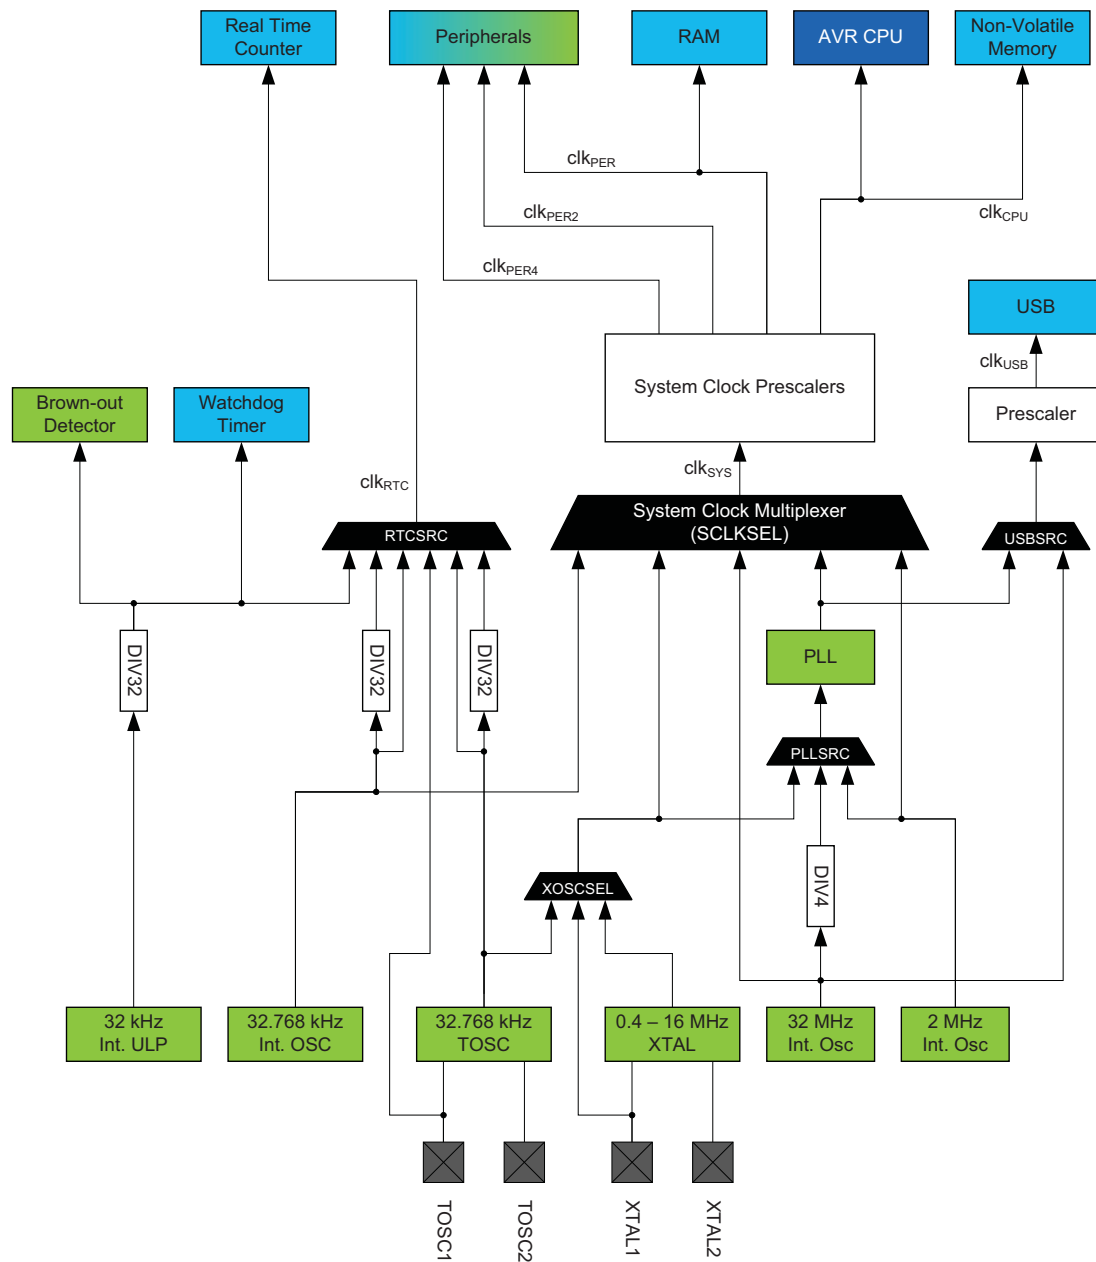 Real Time
Counter
Peripherals
RAM
AVR CPU
Non-Volatile
Memory
clkPER
clkPER2
clkCPU
clkPER4
USB
System Clock Prescalers
clkUSB
Brown-out
Detector
Watchdog
Timer
Prescaler
clkSYS
clkRTC
System Clock Multiplexer
(SCLKSEL)
RTCSRC
USBSRC
DIV32
DIV32
DIV32
PLL
PLLSRC
DIV4
XOSCSEL
32 kHz
Int. ULP
32.768 kHz
Int. OSC
32.768 kHz
TOSC
0.4 – 16 MHz
XTAL
32 MHz
Int. Osc
2 MHz
Int. Osc
TOSC1
TOSC2
XTAL1
XTAL2